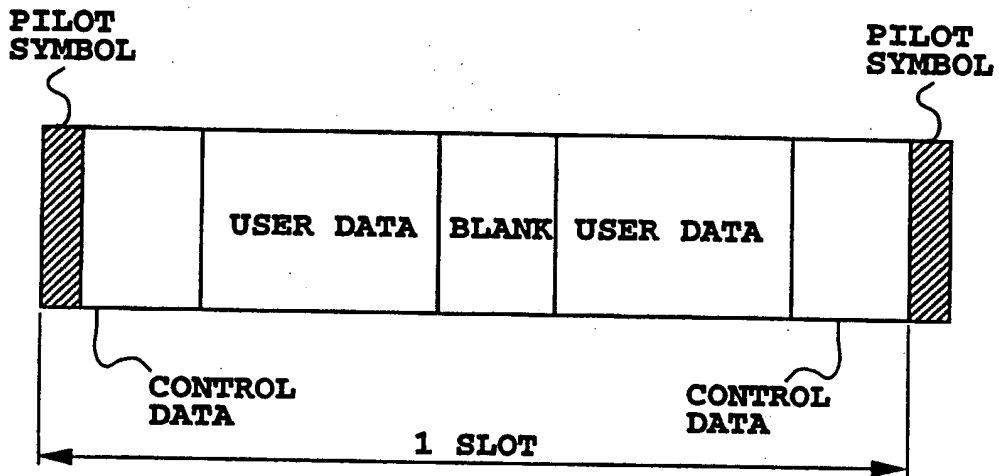 PILOT
SYMBOL
PILOT
SYMBOL
USER DATA
BLANK
USER DATA
CONTROL
DATA
CONTROL
DATA
1 SLOT